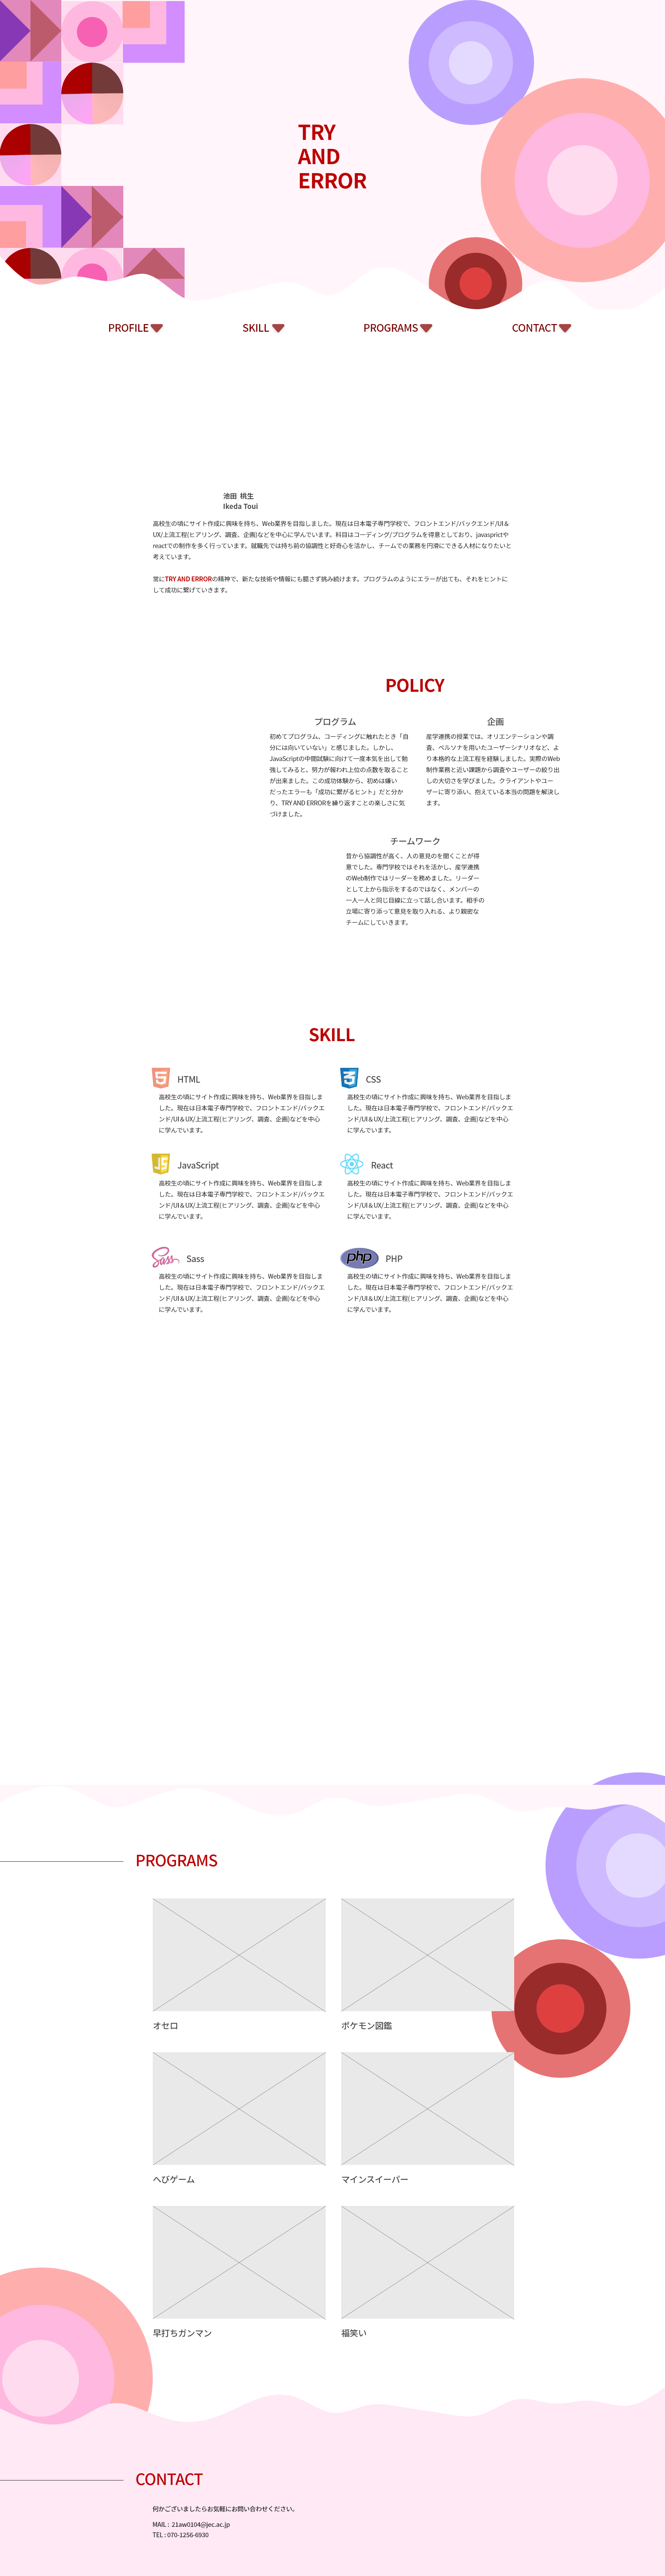 TRY
AND
ERROR
PROFILE
SKILL
PROGRAMS
CONTACT
池田 桃生
Ikeda Toui
高校生の頃にサイト作成に興味を持ち、Web業界を目指しました。現在は日本電子専門学校で、フロントエンド/バックエンド/UI＆
UX/上流工程(ヒアリング、調査、企画)などを中心に学んでいます。科目はコーディング/プログラムを得意としており、javasprictや
reactでの制作を多く行っています。就職先では持ち前の協調性と好奇心を活かし、チームでの業務を円滑にできる人材になりたいと
考えています。
常にTRY AND ERRORの精神で、新たな技術や情報にも臆さず挑み続けます。プログラムのようにエラーが出ても、それをヒントに
して成功に繋げていきます。
POLICY
プログラム
初めてプログラム、コーディングに触れたとき「自
分には向いていない」と感じました。しかし、
JavaScriptの中間試験に向けて一度本気を出して勉
強してみると、努力が報われ上位の点数を取ること
が出来ました。この成功体験から、初めは嫌い
だったエラーも「成功に繋がるヒント」だと分か
り、TRY AND ERRORを繰り返すことの楽しさに気
づけました。
企画
産学連携の授業では、オリエンテーションや調
査、ペルソナを用いたユーザーシナリオなど、よ
り本格的な上流工程を経験しました。実際のWeb
制作業務と近い課題から調査やユーザーの絞り出
しの大切さを学びました。クライアントやユー
ザーに寄り添い、抱えている本当の問題を解決し
ます。
チームワーク
昔から協調性が高く、人の意見のを聞くことが得
意でした。専門学校ではそれを活かし、産学連携
のWeb制作ではリーダーを務めました。リーダー
として上から指示をするのではなく、メンバーの
一人一人と同じ目線に立って話し合います。相手の
立場に寄り添って意見を取り入れる、より親密な
チームにしていきます。
SKILL
HTML
高校生の頃にサイト作成に興味を持ち、Web業界を目指しま
した。現在は日本電子専門学校で、フロントエンド/バックエ
ンド/UI＆UX/上流工程(ヒアリング、調査、企画)などを中心
に学んでいます。
CSS
高校生の頃にサイト作成に興味を持ち、Web業界を目指しま
した。現在は日本電子専門学校で、フロントエンド/バックエ
ンド/UI＆UX/上流工程(ヒアリング、調査、企画)などを中心
に学んでいます。
JS
JavaScript
高校生の頃にサイト作成に興味を持ち、Web業界を目指しま
した。現在は日本電子専門学校で、フロントエンド/バックエ
ンド/UI＆UX/上流工程(ヒアリング、調査、企画)などを中心
に学んでいます。
React
高校生の頃にサイト作成に興味を持ち、Web業界を目指しま
した。現在は日本電子専門学校で、フロントエンド/バックエ
ンド/UI＆UX/上流工程(ヒアリング、調査、企画)などを中心
に学んでいます。
Sass
Sass
高校生の頃にサイト作成に興味を持ち、Web業界を目指しま
した。現在は日本電子専門学校で、フロントエンド/バックエ
ンド/UI＆UX/上流工程(ヒアリング、調査、企画)などを中心
に学んでいます。
php
PHP
高校生の頃にサイト作成に興味を持ち、Web業界を目指しま
した。現在は日本電子専門学校で、フロントエンド/バックエ
ンド/UI＆UX/上流工程(ヒアリング、調査、企画)などを中心
に学んでいます。
PROGRAMS
オセロ
ポケモン図鑑
へびゲーム
マインスイーパー
早打ちガンマン
福笑い
CONTACT
何かございましたらお気軽にお問い合わせください。
MAIL : 21aw0104@jec.ac.jp
TEL : 070-1256-6930